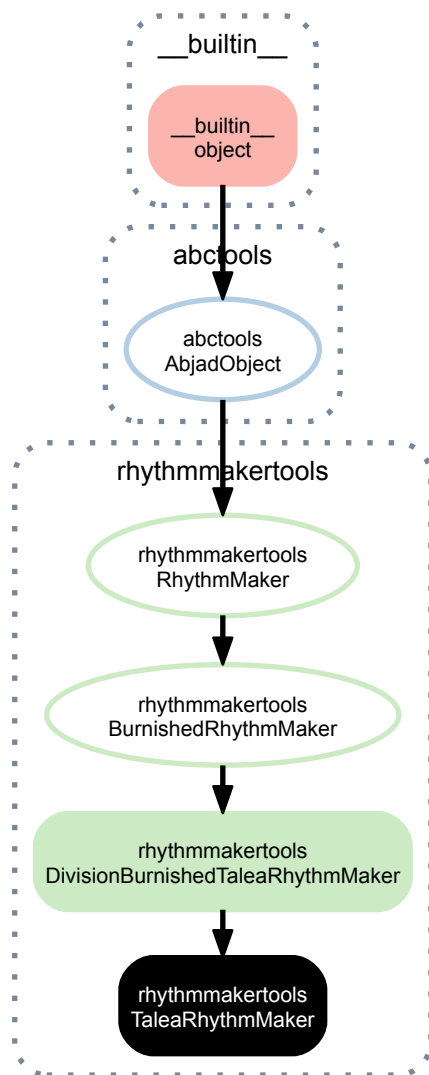 __builtin__
__builtin__
object
abctools
abctools
AbjadObject
rhythmmakertools
rhythmmakertools
RhythmMaker
rhythmmakertools
BurnishedRhythmMaker
rhythmmakertools
DivisionBurnishedTaleaRhythmMaker
rhythmmakertools
TaleaRhythmMaker